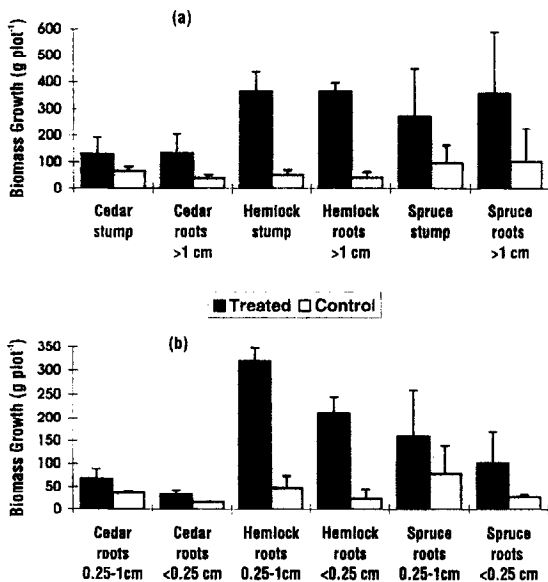 (a)
Biomass Growth (g plot⁻¹)
600
500
400
300
200
100
0
Cedar stump
Cedar roots >1 cm
Hemlock stump
Hemlock roots >1 cm
Spruce stump
Spruce roots >1 cm
Treated Control
(b)
Biomass Growth (g plot⁻¹)
350
300
250
200
150
100
50
0
Cedar roots 0.25-1cm
Cedar roots <0.25 cm
Hemlock roots 0.25-1cm
Hemlock roots <0.25 cm
Spruce roots 0.25-1cm
Spruce roots <0.25 cm